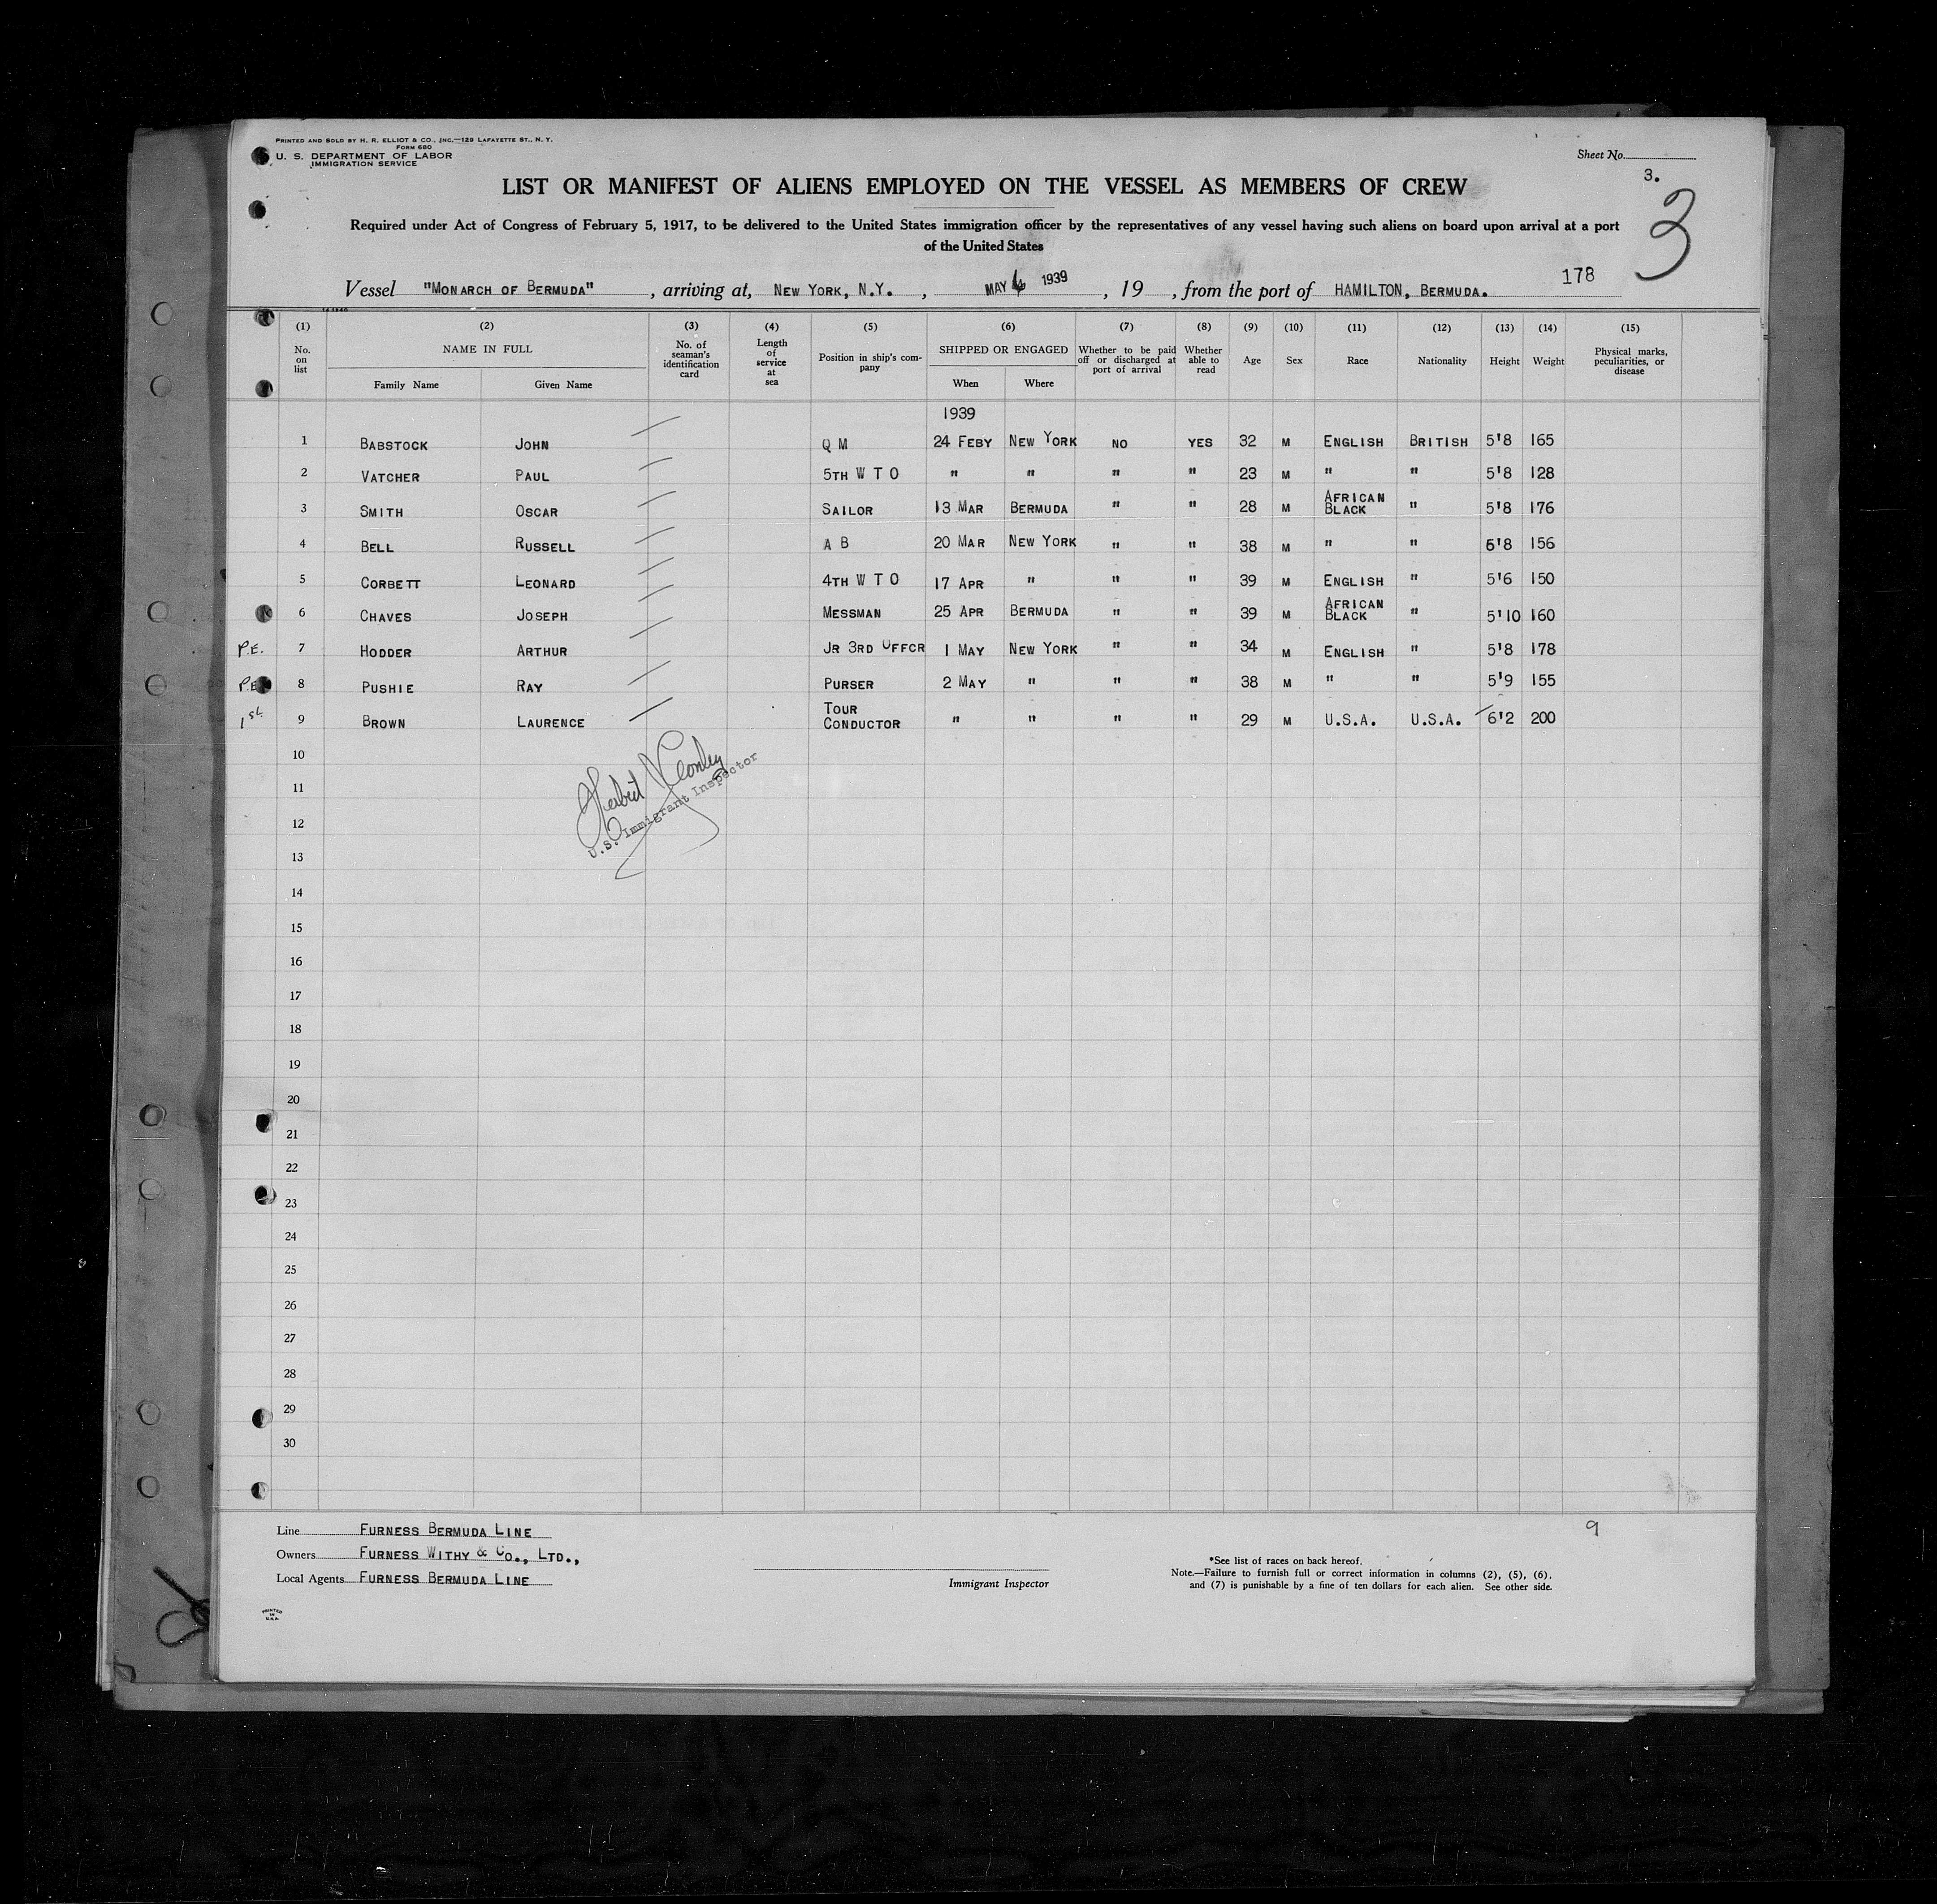 PRINTED AND SOLD BY H. R. ELLIOT & CO., INC.—129 LAFAYETTE ST., N. Y.
FORM 680
U. S. DEPARTMENT OF LABOR
IMMIGRATION SERVICE
Sheet No.
3.
3
LIST OR MANIFEST OF ALIENS EMPLOYED ON THE VESSEL AS MEMBERS OF CREW
Required under Act of Congress of February 5, 1917, to be delivered to the United States immigration officer by the representatives of any vessel having such aliens on board upon arrival at a port
of the United States
178
Vessel "MONARCH OF BERMUDA" , arriving at, NEW YORK, N.Y. , MAY 1939 , 19 , from the port of HAMILTON, BERMUDA.
(1) (2) (3) (4) (5) (6) (7) (8) (9) (10) (11) (12) (13) (14) (15)
No. on list NAME IN FULL Family Name Given Name No. of seaman's identification card Length of service at sea Position in ship's company SHIPPED OR ENGAGED When Where Whether to be paid off or discharged at port of arrival Whether able to read Age Sex Race Nationality Height Weight Physical marks, peculiarities, or disease
1939
1 BABSTOCK JOHN Q M 24 FEBY NEW YORK NO YES 32 M ENGLISH BRITISH 5'8 165
2 VATCHER PAUL 5TH W T O " " " " 23 M " " 5'8 128
3 SMITH OSCAR SAILOR 13 MAR BERMUDA " " 28 M AFRICAN BLACK " 5'8 176
4 BELL RUSSELL A B 20 MAR NEW YORK " " 38 M " " 5'8 156
5 CORBETT LEONARD 4TH W T O 17 APR " " " 39 M ENGLISH " 5'6 150
6 CHAVES JOSEPH MESSMAN 25 APR BERMUDA " " 39 M AFRICAN BLACK " 5'10 160
P.E. 7 HODDER ARTHUR JR 3RD OFFCR 1 MAY NEW YORK " " 34 M ENGLISH " 5'8 178
P.E. 8 PUSHIE RAY PURSER 2 MAY " " " 38 M " " 5'9 155
1st 9 BROWN LAURENCE TOUR CONDUCTOR " " " " 29 M U.S.A. U.S.A. 6'2 200
10
11
U.S. Immigrant Inspector
12
13
14
15
16
17
18
19
20
21
22
23
24
25
26
27
28
29
30
Line FURNESS BERMUDA LINE
9
Owners FURNESS WITHY & CO., LTD.,
Local Agents FURNESS BERMUDA LINE
Immigrant Inspector
*See list of races on back hereof.
Note.—Failure to furnish full or correct information in columns (2), (5), (6),
and (7) is punishable by a fine of ten dollars for each alien. See other side.
PRINTED
IN
U.S.A.